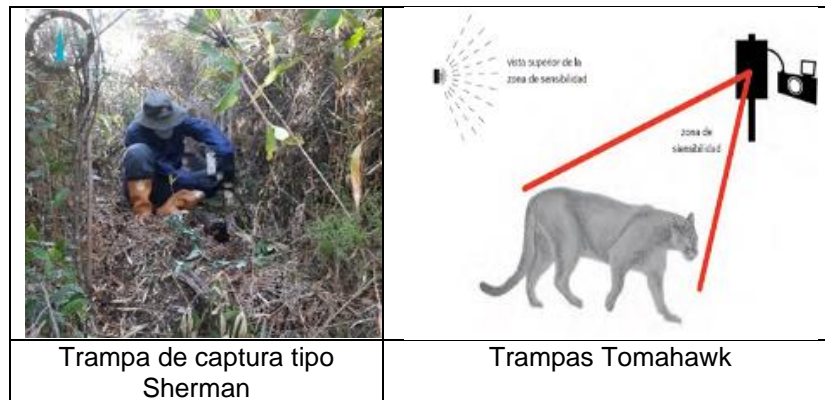 vista superior de la
zona de sensibilidad
zona de
sensibilidad
Trampa de captura tipo
Sherman
Trampas Tomahawk